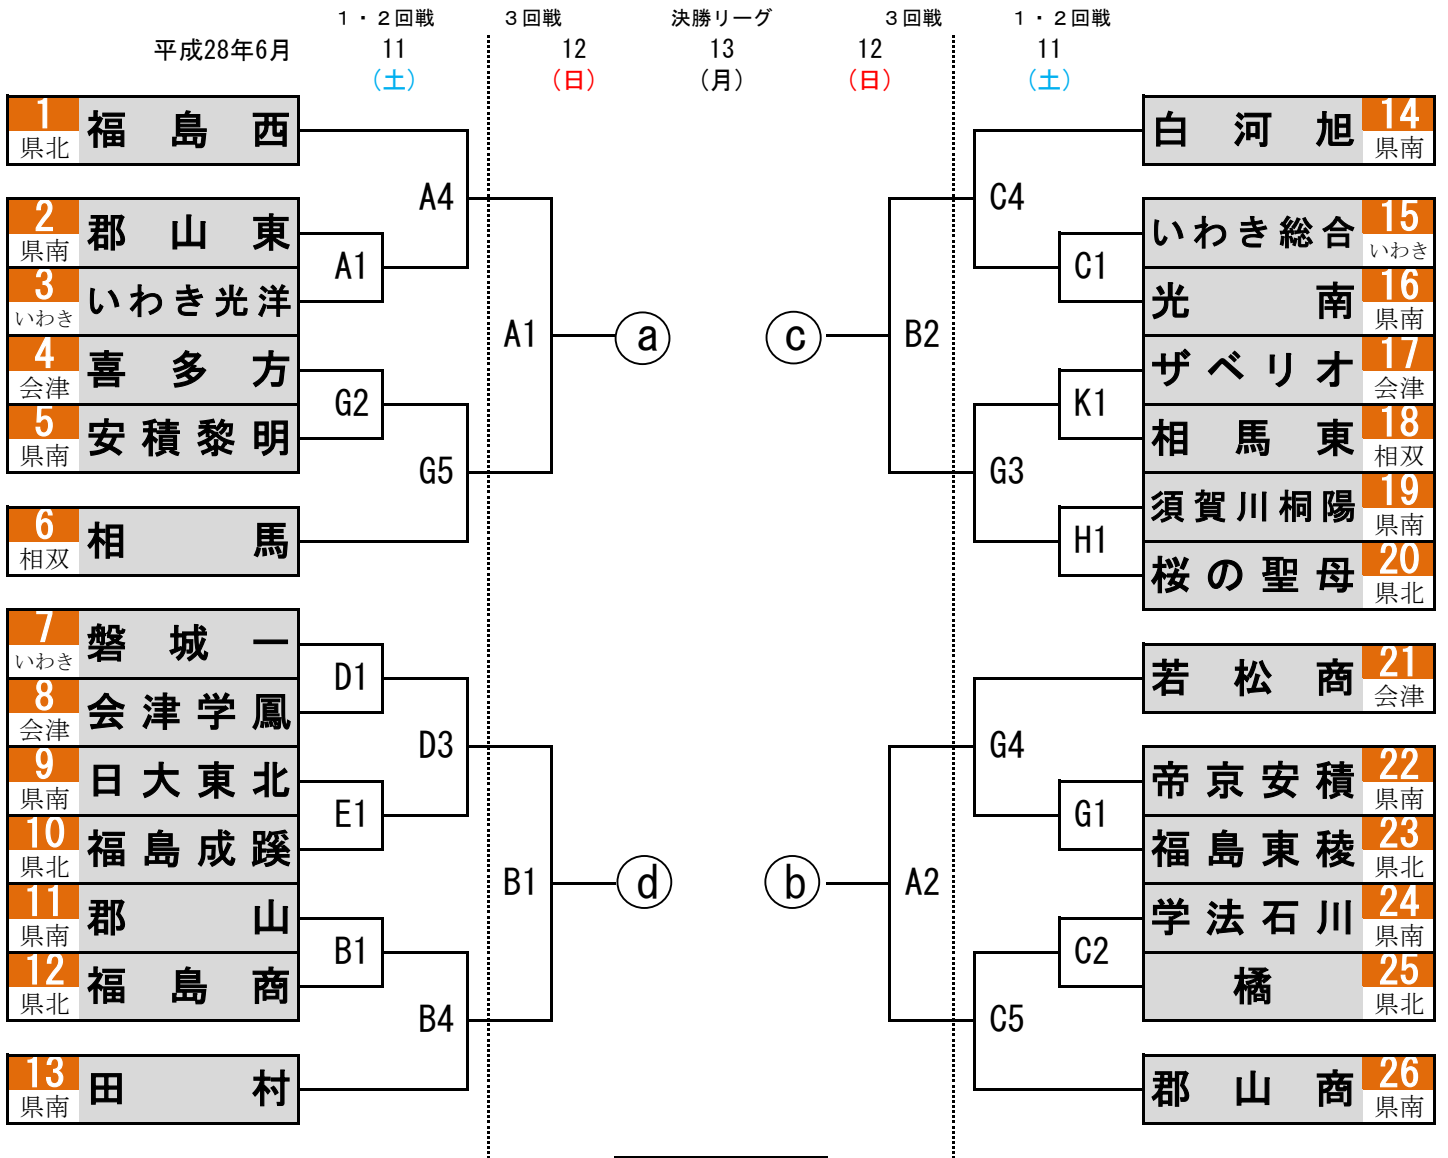 1・2回戦 3回戦 決勝リーグ 3回戦 1・2回戦
平成28年6月 11 12 13 12 11
（土） （日） （月） （日） （土）
1 県北 福島西
2 県南 郡山東
3 いわき いわき光洋
4 会津 喜多方
5 県南 安積黎明
6 相双 相馬
7 いわき 磐城一
8 会津 会津学鳳
9 県南 日大東北
10 県北 福島成蹊
11 県南 郡山
12 県北 福島商
13 県南 田村
A4
A1
G2
G5
D1
D3
E1
B1
B4
A1
B1
a
d
c
b
B2
A2
C4
C1
K1
G3
H1
G4
G1
C2
C5
白河旭 14 県南
いわき総合 15 いわき
光南 16 県南
ザベリオ 17 会津
相馬東 18 相双
須賀川桐陽 19 県南
桜の聖母 20 県北
若松商 21 会津
帝京安積 22 県南
福島東稜 23 県北
学法石川 24 県南
橘 25 県北
郡山商 26 県南